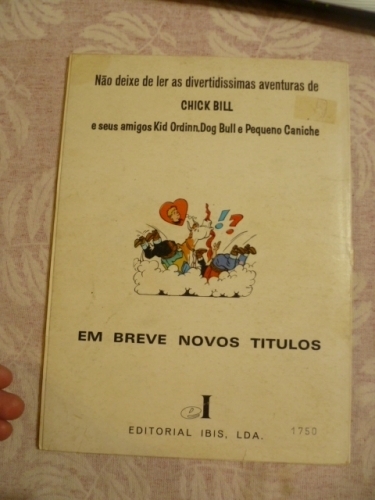 Não deixe de ler as divertidissimas aventuras de
CHICK BILL
e seus amigos Kid Ordinn,Dog Bull e Pequeno Caniche
!?
EM BREVE NOVOS TITULOS
I
EDITORIAL IBIS, LDA.
1750